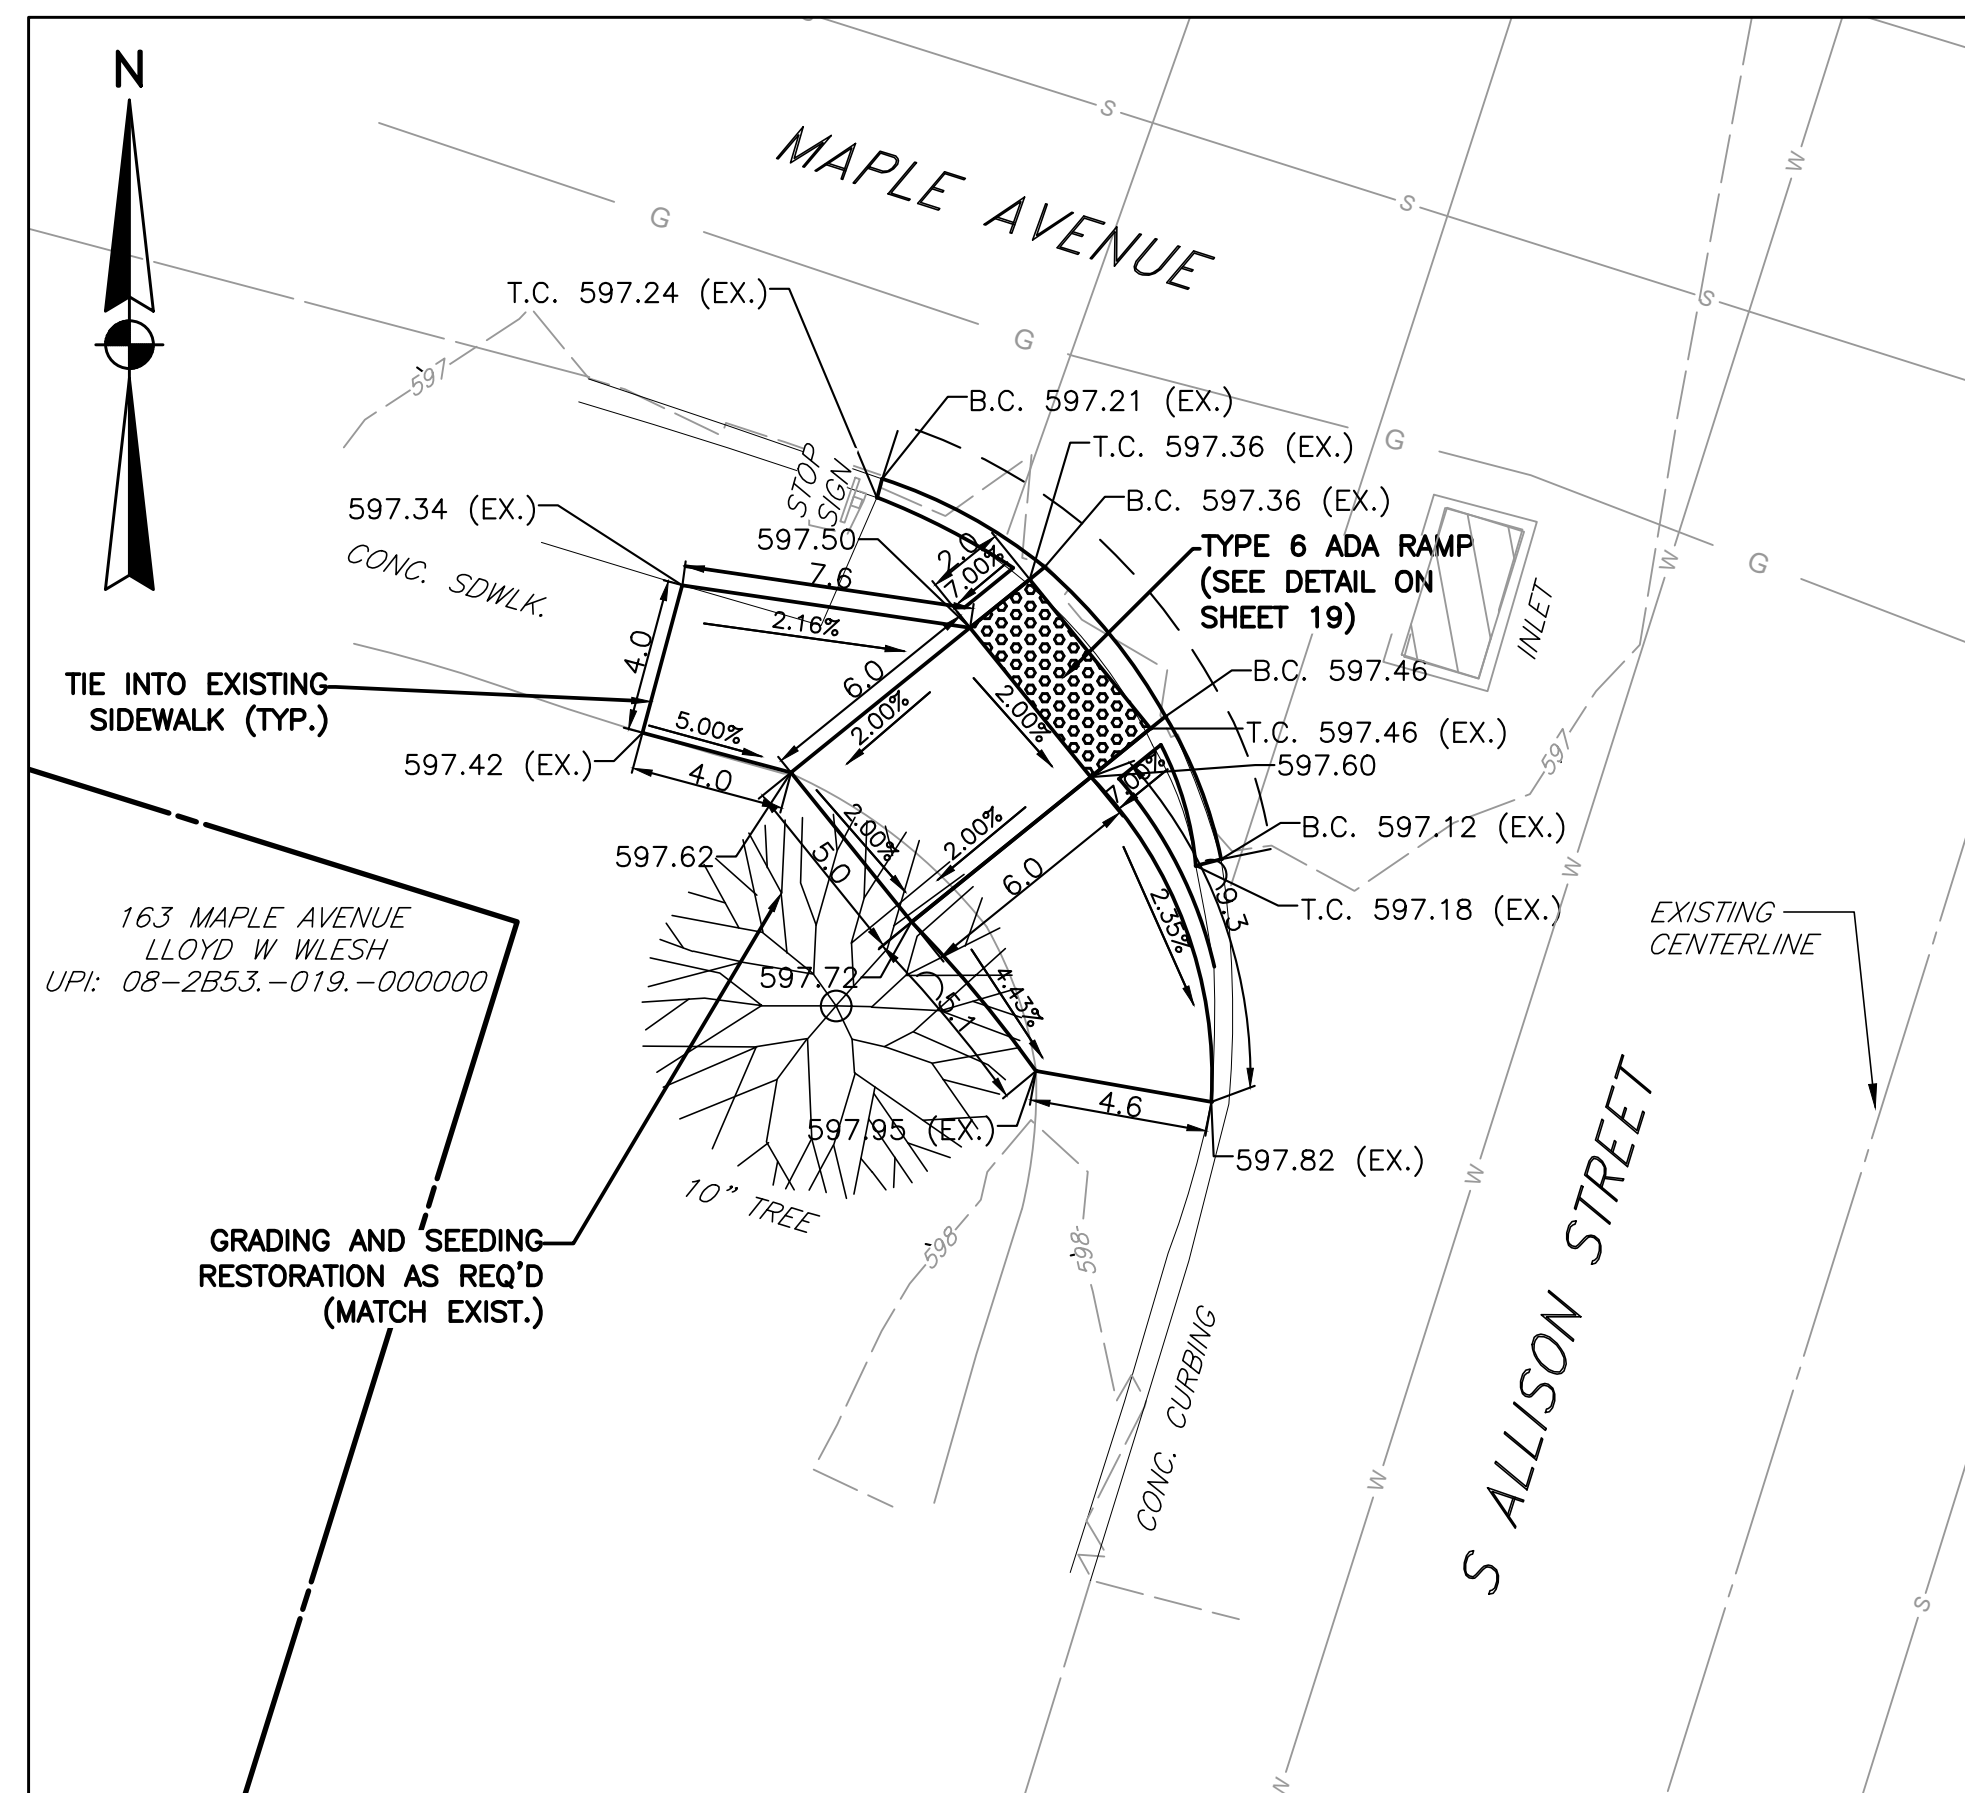 N
MAPLE AVENUE
S
S
S
W
G
G
G
G
T.C. 597.24 (EX.)
597
B.C. 597.21 (EX.)
T.C. 597.36 (EX.)
STOP
SIGN
B.C. 597.36 (EX.)
597.34 (EX.)
597.50
2.0
7.00%
7.6
TYPE 6 ADA RAMP
(SEE DETAIL ON
SHEET 19)
CONC. SDWLK.
2.16%
INLET
W
4.0
6.0
TIE INTO EXISTING
SIDEWALK (TYP.)
B.C. 597.46
2.00%
2.00%
5.00%
T.C. 597.46 (EX.)
597.42 (EX.)
4.0
597.60
7.00%
597
2.00%
2.00%
B.C. 597.12 (EX.)
597.62
5.0
6.0
W
163 MAPLE AVENUE
LLOYD W WLESH
UPI: 08-2B53.-019.-000000
T.C. 597.18 (EX.)
9.3
2.35%
EXISTING
CENTERLINE
597.72
4.43%
5.1
4.6
597.95 (EX.)
597.82 (EX.)
10" TREE
W
GRADING AND SEEDING
RESTORATION AS REQ'D
(MATCH EXIST.)
598
598
CONC. CURBING
S ALLISON STREET
W
S
W